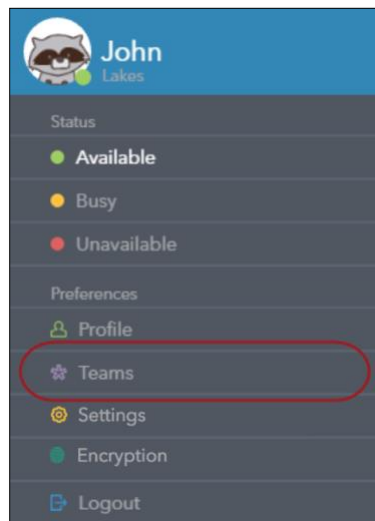 John
Lakes
Status
Available
Busy
Unavailable
Preferences
Profile
Teams
Settings
Encryption
Logout